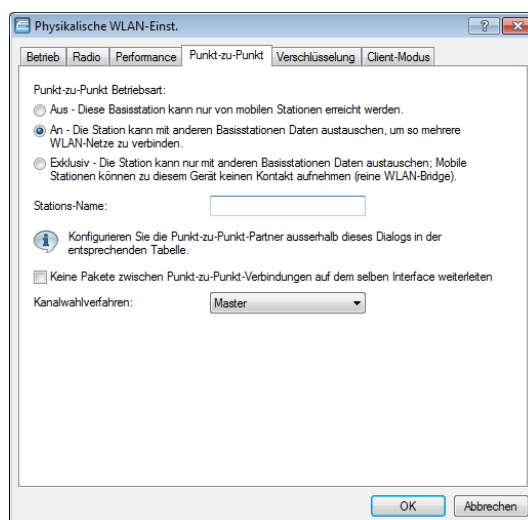 Physikalische WLAN-Einst.
?
Betrieb Radio Performance Punkt-zu-Punkt Verschlüsselung Client-Modus
Punkt-zu-Punkt Betriebsart:
Aus - Diese Basisstation kann nur von mobilen Stationen erreicht werden.
An - Die Station kann mit anderen Basisstationen Daten austauschen, um so mehrere
WLAN-Netze zu verbinden.
Exklusiv - Die Station kann nur mit anderen Basisstationen Daten austauschen; Mobile
Stationen können zu diesem Gerät keinen Kontakt aufnehmen (reine WLAN-Bridge).
Stations-Name:
Konfigurieren Sie die Punkt-zu-Punkt-Partner ausserhalb dieses Dialogs in der
entsprechenden Tabelle.
Keine Pakete zwischen Punkt-zu-Punkt-Verbindungen auf dem selben Interface weiterleiten
Kanalwahlverfahren: Master
OK Abbrechen